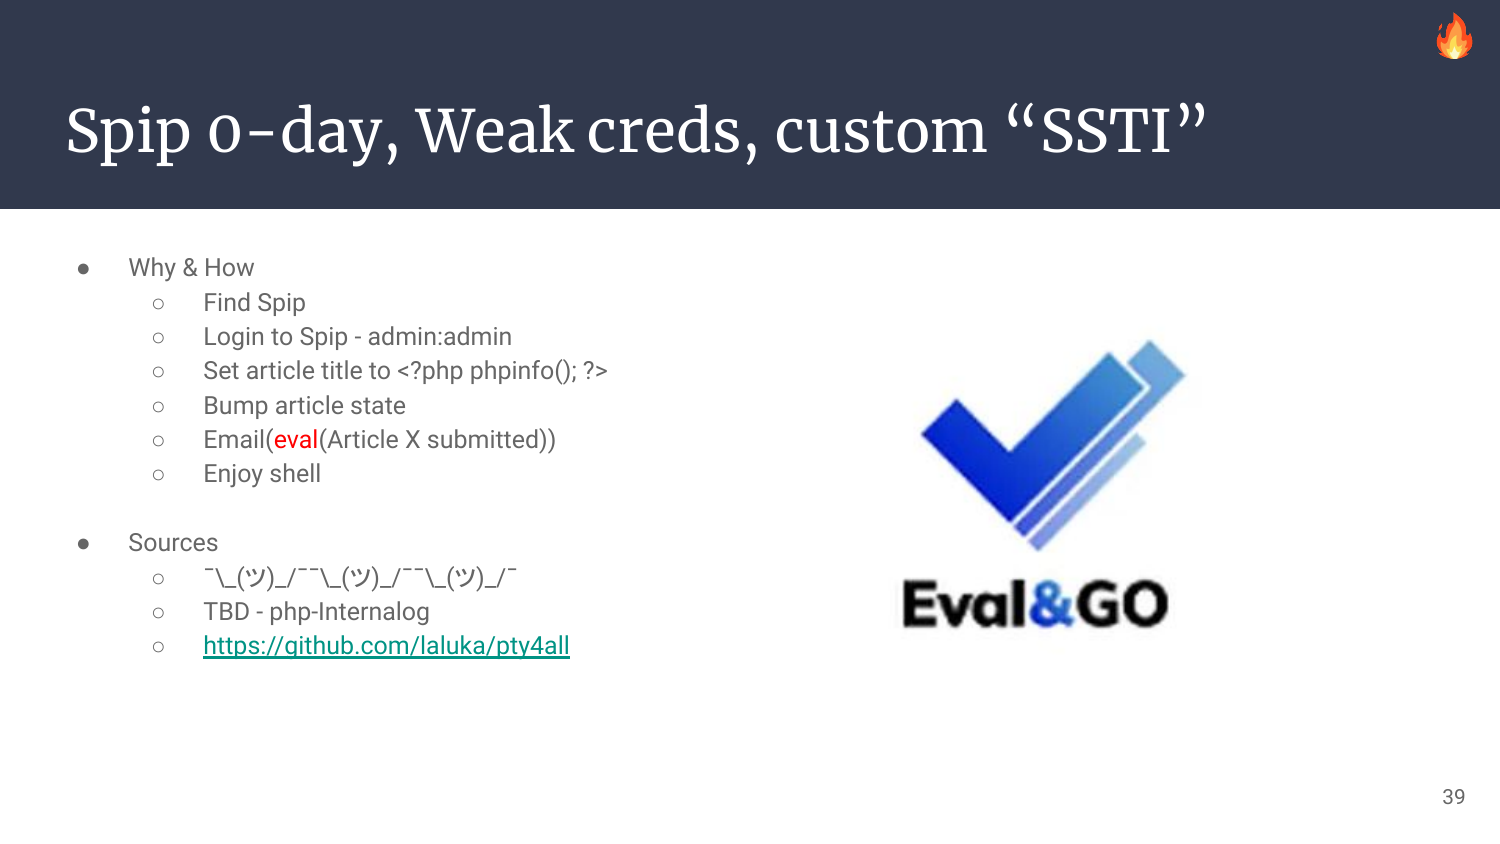 Spip 0-day, Weak creds, custom “SSTI”
● Why & How
○ Find Spip
○ Login to Spip - admin:admin
○ Set article title to <?php phpinfo(); ?>
○ Bump article state
○ Email(eval(Article X submitted))
○ Enjoy shell
● Sources
○ ¯\_(ツ)_/¯¯\_(ツ)_/¯¯\_(ツ)_/¯
○ TBD - php-Internalog
○ https://github.com/laluka/pty4all
Eval&GO
39